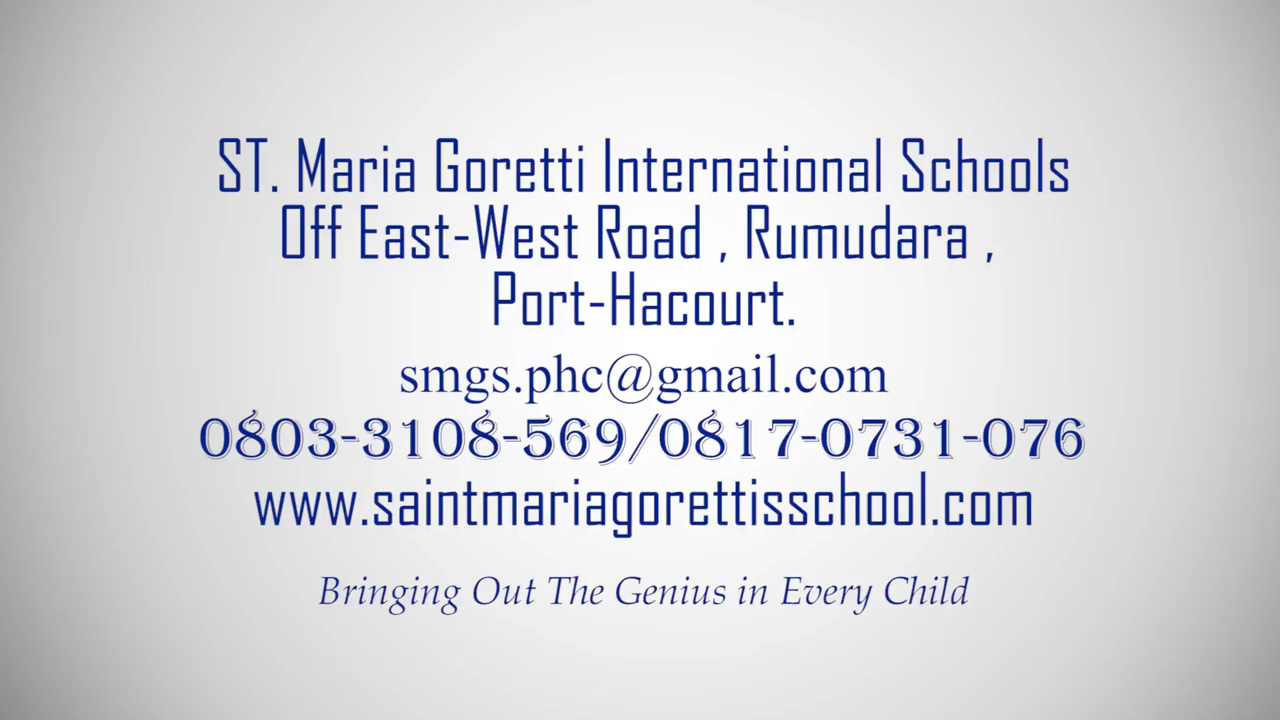 ST. Maria Goretti International Schools
Off East-West Road , Rumudara ,
Port-Hacourt.
smgs.phc@gmail.com
0803-3108-569/0817-0731-076
www.saintmariagorettisschool.com
Bringing Out The Genius in Every Child